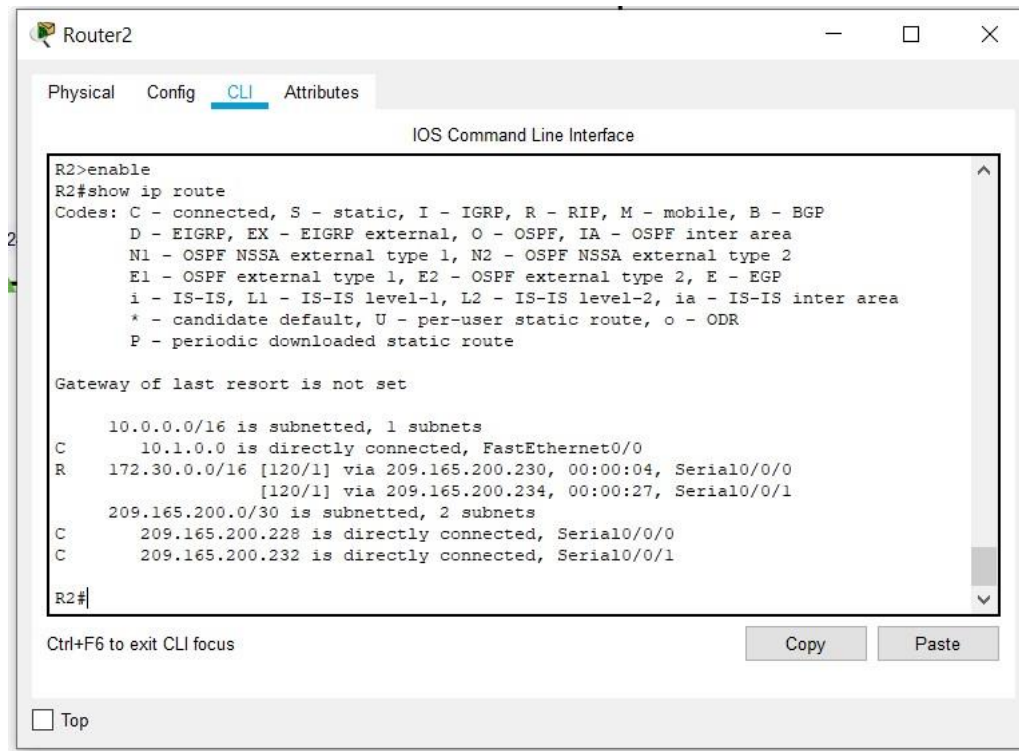 Router2
Physical Config CLI Attributes
IOS Command Line Interface
R2>enable
R2#show ip route
Codes: C - connected, S - static, I - IGRP, R - RIP, M - mobile, B - BGP
       D - EIGRP, EX - EIGRP external, O - OSPF, IA - OSPF inter area
       N1 - OSPF NSSA external type 1, N2 - OSPF NSSA external type 2
       E1 - OSPF external type 1, E2 - OSPF external type 2, E - EGP
       i - IS-IS, L1 - IS-IS level-1, L2 - IS-IS level-2, ia - IS-IS inter area
       * - candidate default, U - per-user static route, o - ODR
       P - periodic downloaded static route
Gateway of last resort is not set
     10.0.0.0/16 is subnetted, 1 subnets
C       10.1.0.0 is directly connected, FastEthernet0/0
R    172.30.0.0/16 [120/1] via 209.165.200.230, 00:00:04, Serial0/0/0
                   [120/1] via 209.165.200.234, 00:00:27, Serial0/0/1
     209.165.200.0/30 is subnetted, 2 subnets
C       209.165.200.228 is directly connected, Serial0/0/0
C       209.165.200.232 is directly connected, Serial0/0/1
R2#
Ctrl+F6 to exit CLI focus
Copy Paste
Top
2